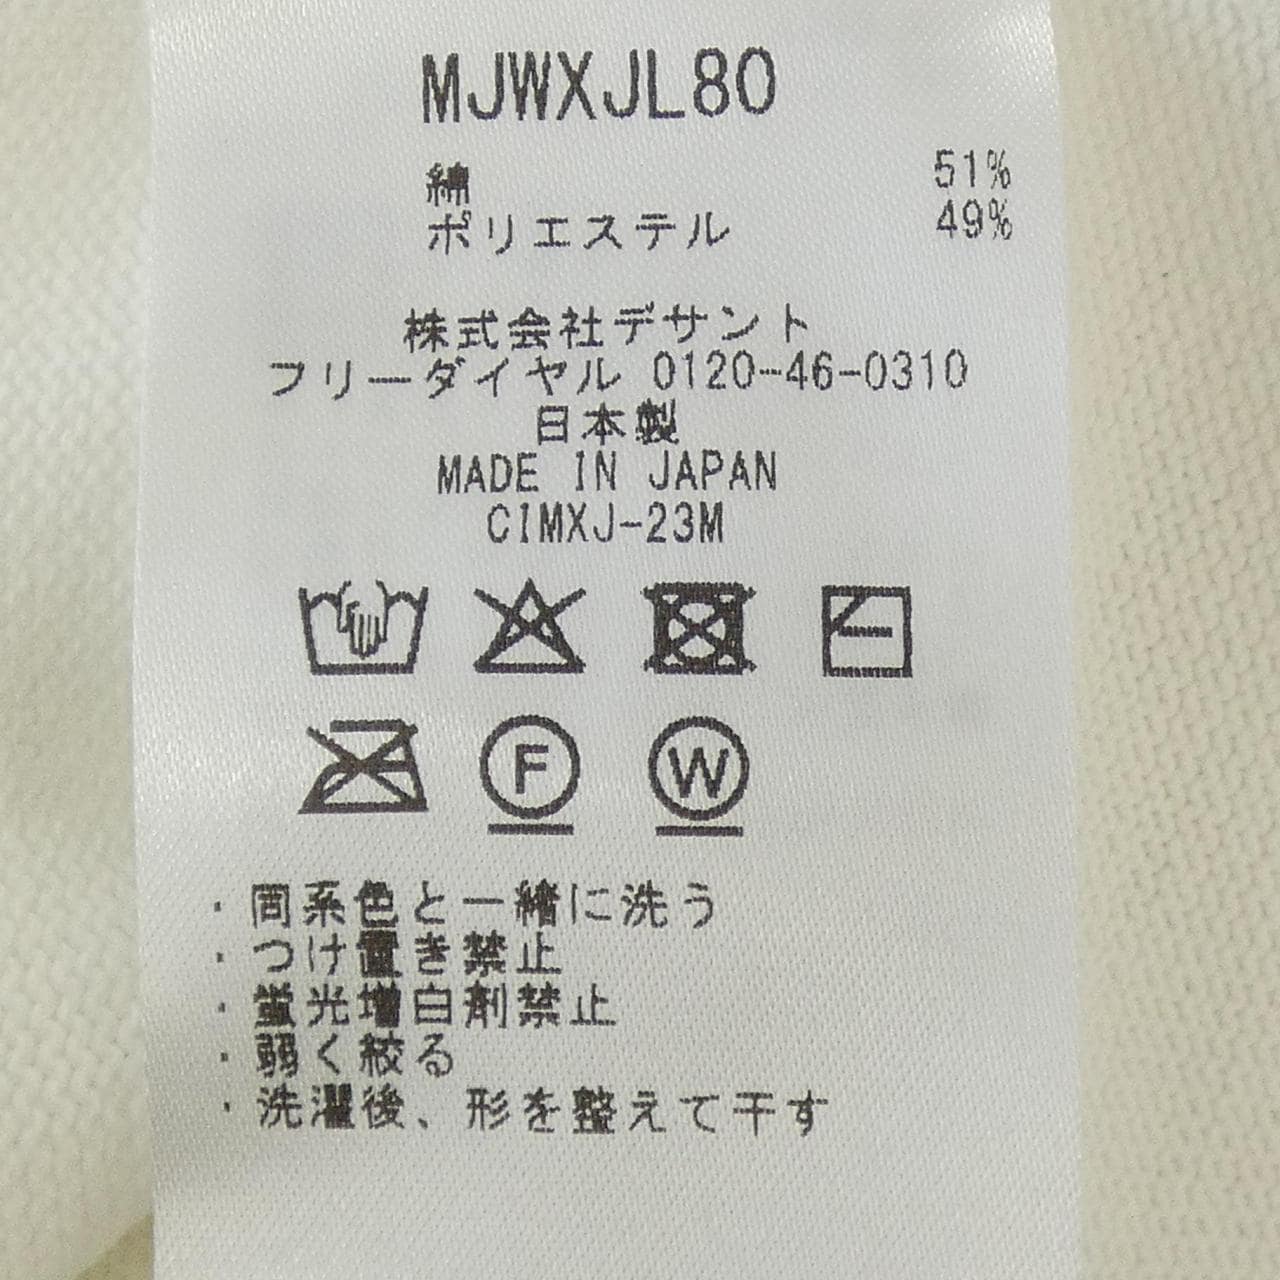 MJWXJL80
綿 51%
ポリエステル 49%
株式会社デサント
フリーダイヤル 0120-46-0310
日本製
MADE IN JAPAN
CIMXJ-23M
F W
・同系色と一緒に洗う
・つけ置き禁止
・蛍光増白剤禁止
・弱く絞る
・洗濯後、形を整えて干す